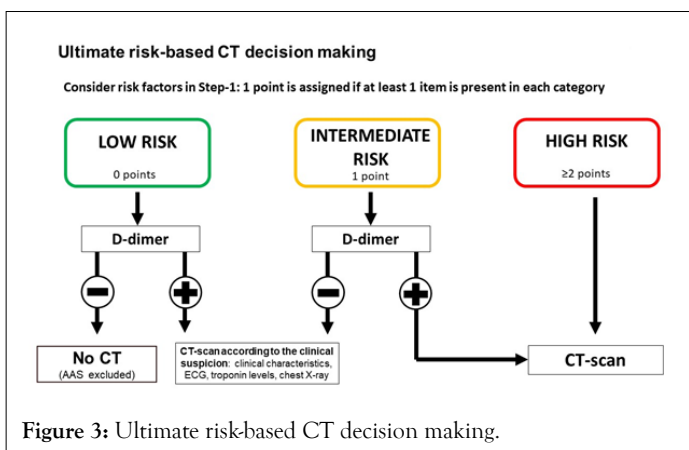 Ultimate risk-based CT decision making
Consider risk factors in Step-1: 1 point is assigned if at least 1 item is present in each category
LOW RISK
0 points
INTERMEDIATE
RISK
1 point
HIGH RISK
≥2 points
D-dimer
D-dimer
No CT
(AAS excluded)
CT-scan according to the clinical
suspicion: clinical characteristics,
ECG, troponin levels, chest X-ray
CT-scan
Figure 3: Ultimate risk-based CT decision making.